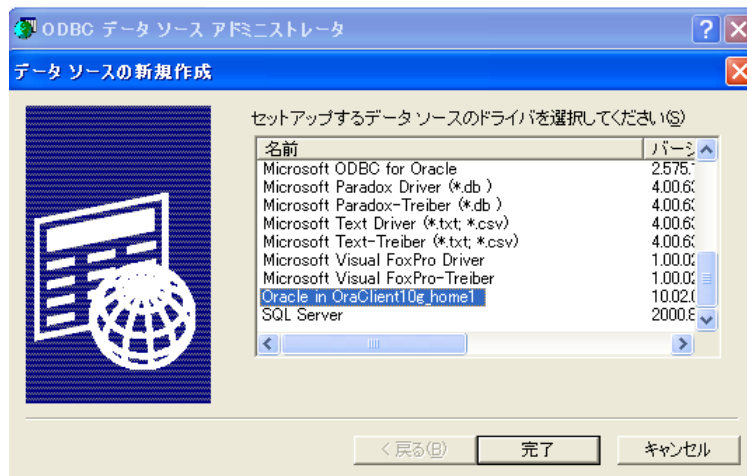 ODBC データ ソース アドミニストレータ
データ ソースの新規作成
セットアップするデータ ソースのドライバを選択してください(S)
名前 バージ
Microsoft ODBC for Oracle 2.575.
Microsoft Paradox Driver (*.db ) 4.00.6
Microsoft Paradox-Treiber (*.db ) 4.00.6
Microsoft Text Driver (*.txt; *.csv) 4.00.6
Microsoft Text-Treiber (*.txt; *.csv) 4.00.6
Microsoft Visual FoxPro Driver 1.00.02
Microsoft Visual FoxPro-Treiber 1.00.02
Oracle in OraClient10g_home1 10.02.0
SQL Server 2000.8
< 戻る(B) 完了 キャンセル